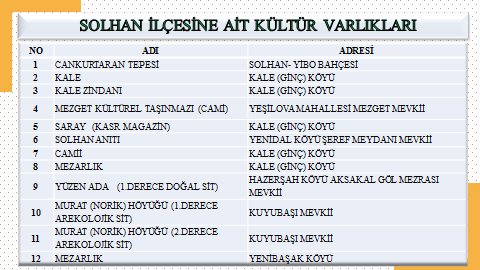 SOLHAN İLÇESİNE AİT KÜLTÜR VARLIKLARI
NO ADI ADRESİ
1 CANKURTARAN TEPESİ SOLHAN- YİBO BAHÇESİ
2 KALE KALE (GİNÇ) KÖYÜ
3 KALE ZİNDANI KALE (GİNÇ) KÖYÜ
4 MEZGET KÜLTÜREL TAŞINMAZI (CAMİ) YEŞİLOVA MAHALLESİ MEZGET MEVKİİ
5 SARAY (KASR MAGAZİN) KALE (GİNÇ) KÖYÜ
6 SOLHAN ANITI YENİDAL KÖYÜ ŞEREF MEYDANI MEVKİİ
7 CAMİİ KALE (GİNÇ) KÖYÜ
8 MEZARLIK KALE (GİNÇ) KÖYÜ
9 YÜZEN ADA (1.DERECE DOĞAL SİT) HAZERŞAH KÖYÜ AKSAKAL GÖL MEZRASI
MEVKİİ
10 MURAT (NORİK) HÖYÜĞÜ (1.DERECE
AREKOLOJİK SİT) KUYUBAŞI MEVKİİ
11 MURAT (NORİK) HÖYÜĞÜ (2.DERECE
AREKOLOJİK SİT) KUYUBAŞI MEVKİİ
12 MEZARLIK YENİBAŞAK KÖYÜ